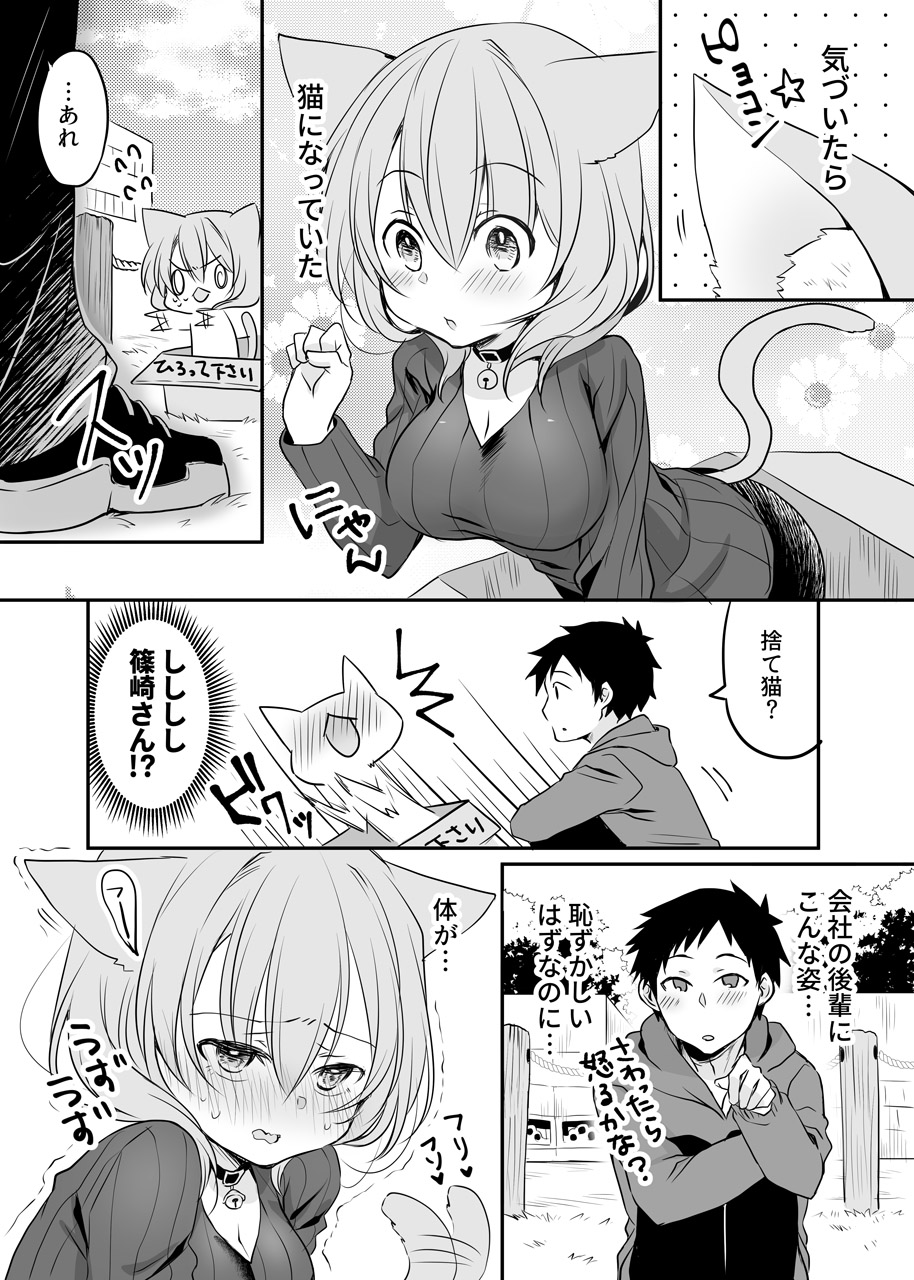 気づいたら
ピョコン
猫になっていた
にゃん
…あれ
ひろって下さい
スッ
捨て猫?
しししし
篠崎さん!?
ビクッ
下さい
会社の後輩に
こんな姿…
恥ずかしい
はずなのに…
さわったら
怒るかな?
体が…
フーッ
うず
うず
フリ♥
フリ♥